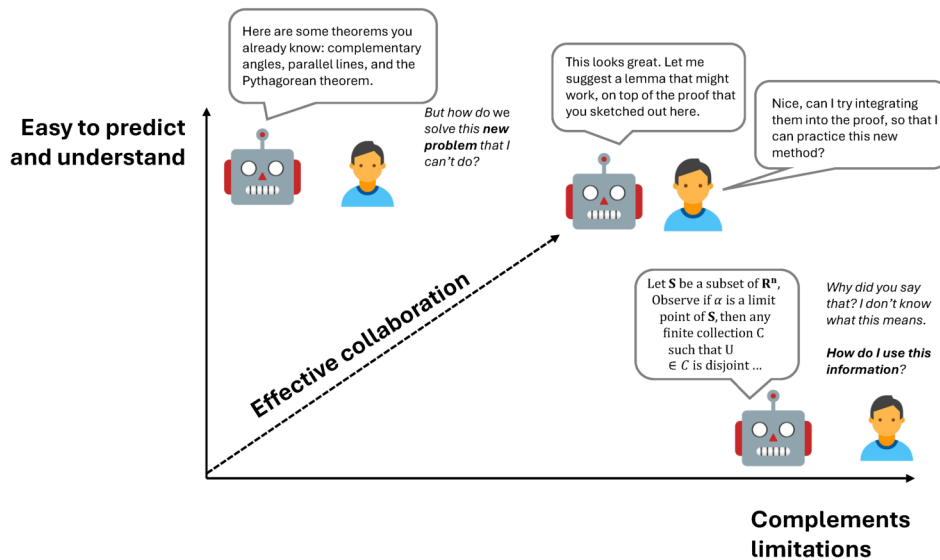 Here are some theorems you
already know: complementary
angles, parallel lines, and the
Pythagorean theorem.
Easy to predict
and understand
But how do we
solve this new
problem that I
can't do?
This looks great. Let me
suggest a lemma that might
work, on top of the proof that
you sketched out here.
Nice, can I try integrating
them into the proof, so that I
can practice this new
method?
Effective collaboration
Let S be a subset of Rⁿ,
Observe if α is a limit
point of S, then any
finite collection C
such that U
∈ C is disjoint ...
Why did you say
that? I don't know
what this means.
How do I use this
information?
Complements
limitations